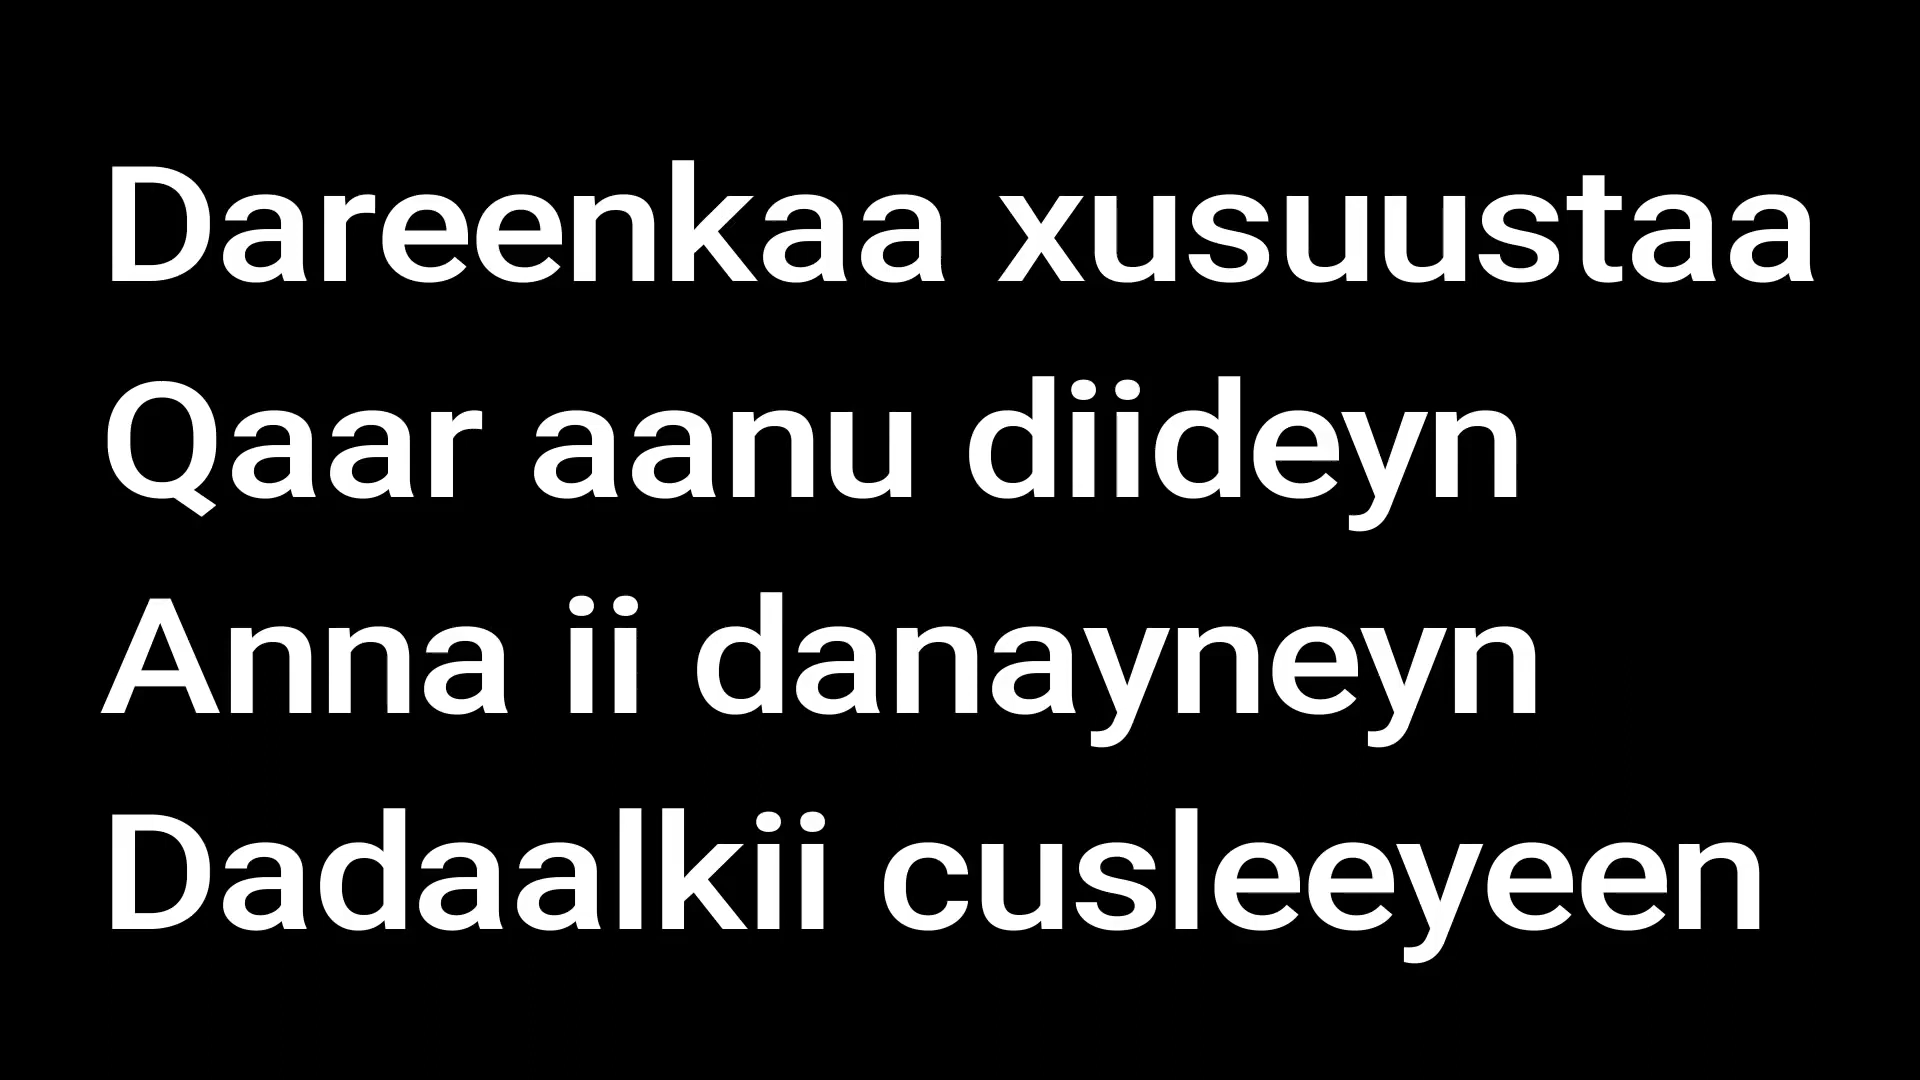 Dareenkaa xusuustaa
Qaar aanu diideyn
Anna ii danayneyn
Dadaalkii cusleeyeen